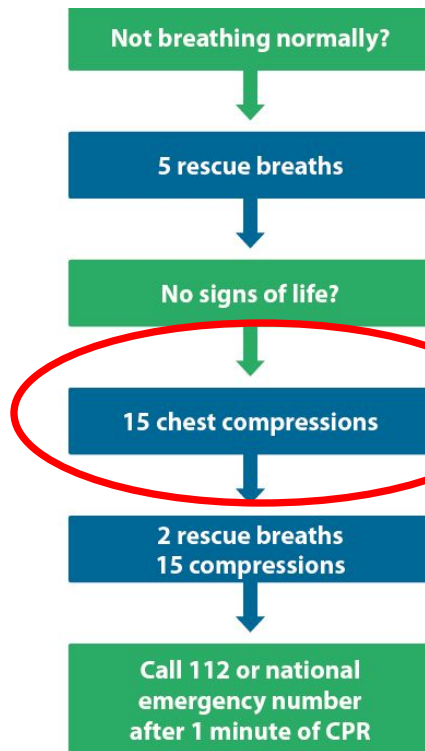 Not breathing normally?
5 rescue breaths
No signs of life?
15 chest compressions
2 rescue breaths
15 compressions
Call 112 or national
emergency number
after 1 minute of CPR